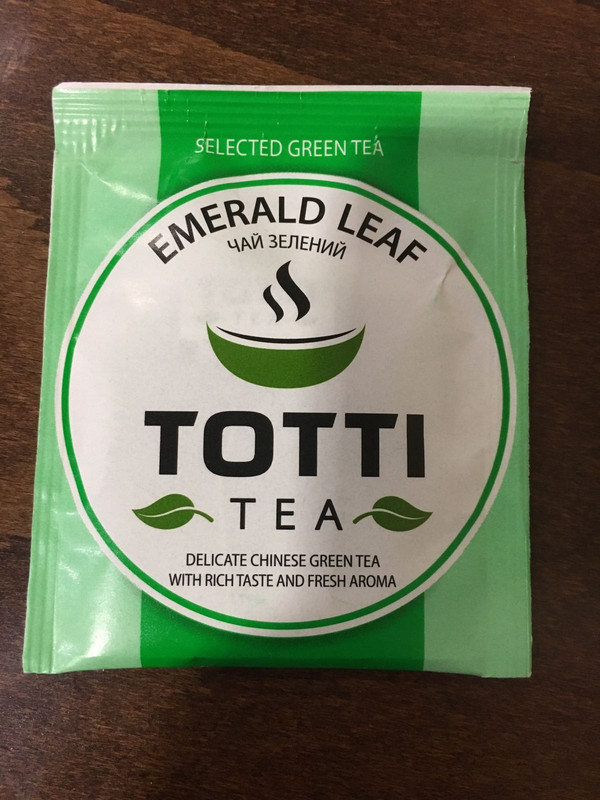 SELECTED GREEN TEA
EMERALD LEAF
ЧАЙ ЗЕЛЕНИЙ
TOTTI
TEA
DELICATE CHINESE GREEN TEA
WITH RICH TASTE AND FRESH AROMA